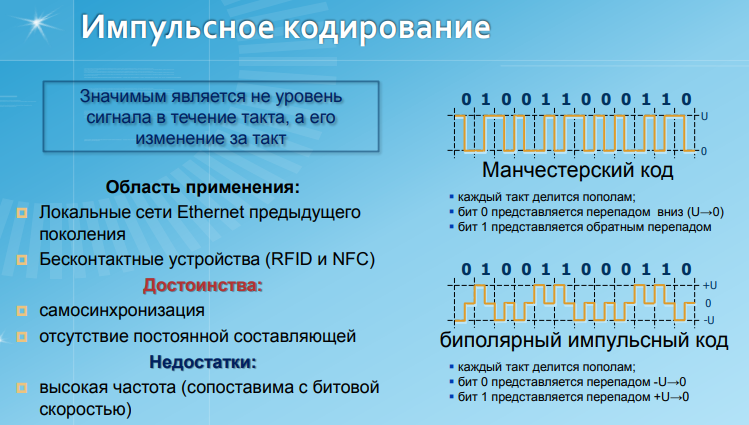 Импульсное кодирование
Значимым является не уровень
сигнала в течение такта, а его
изменение за такт
Область применения:
Локальные сети Ethernet предыдущего
поколения
Бесконтактные устройства (RFID и NFC)
Достоинства:
самосинхронизация
отсутствие постоянной составляющей
Недостатки:
высокая частота (сопоставима с битовой
скоростью)
0 1 0 0 1 1 0 0 0 1 1 0
U
0
Манчестерский код
каждый такт делится пополам;
бит 0 представляется перепадом вниз (U→0)
бит 1 представляется обратным перепадом
0 1 0 0 1 1 0 0 0 1 1 0
+U
0
-U
биполярный импульсный код
каждый такт делится пополам;
бит 0 представляется перепадом -U→0
бит 1 представляется перепадом +U→0